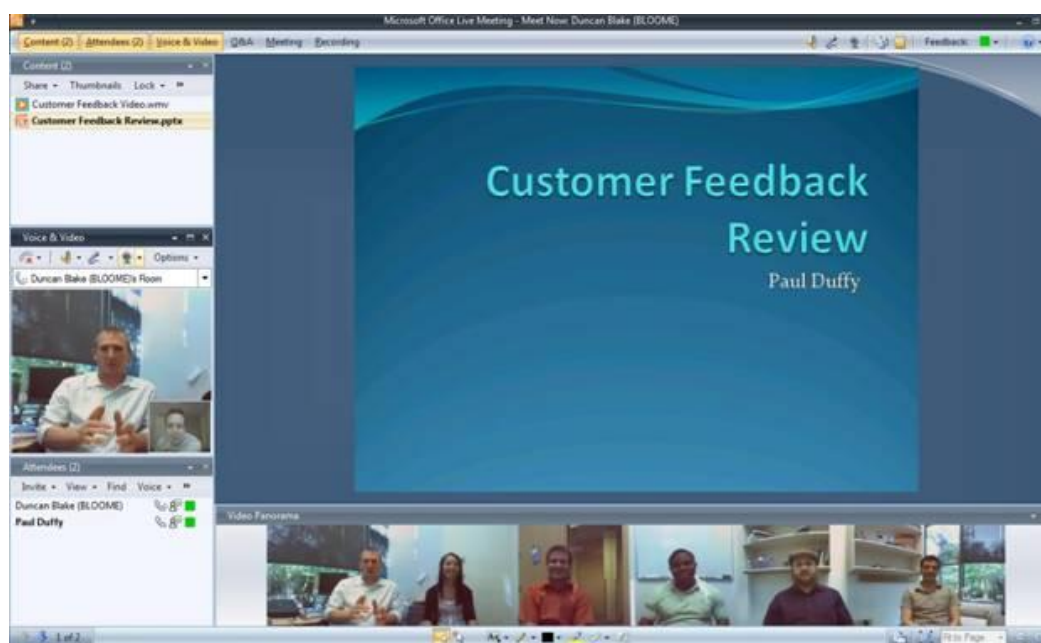 Microsoft Office Live Meeting - Meet Now: Duncan Blake (BLOOME)
Content (2) Attendees (2) Voice & Video Q&A Meeting Recording
Feedback:
Content (2)
Share Thumbnails Lock
Customer Feedback Video.wmv
Customer Feedback Review.pptx
Customer Feedback
Review
Paul Duffy
Voice & Video
Options
Duncan Blake (BLOOME)'s Room
Attendees (2)
Invite View Find Voice
Duncan Blake (BLOOME)
Paul Duffy
Video Panorama
1 of 2
Fit to Page